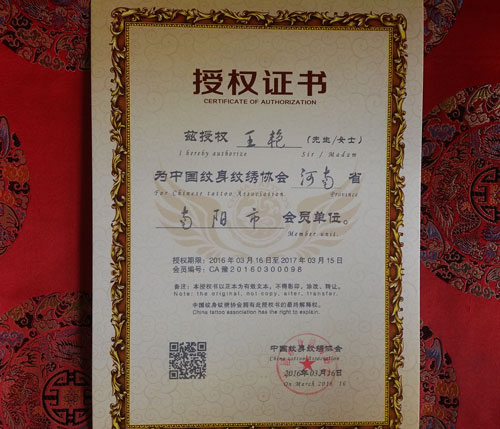 授权证书
CERTIFICATE OF AUTHORIZATION
兹授权 王艳 (先生/女士)
I hereby authorize Sir / Madam
为中国纹身纹绣协会 河南 省
For Chinese tattoo Association Province
南阳市 会员单位。
Member unit.
授权期限：2016年03月16日至2017年03月15日
会员编号：CA豫20160300098
备注：本授权书以正本为有效文本，不得影印，涂改，转让。
Note: the original, not copy, alter, transfer.
中国纹身纹绣协会拥有此授权书的最终解释权。
China tattoo association has the right to explain.
中国纹身纹绣协会
China tattoo Association
2016年03月16日
On March 2016 16